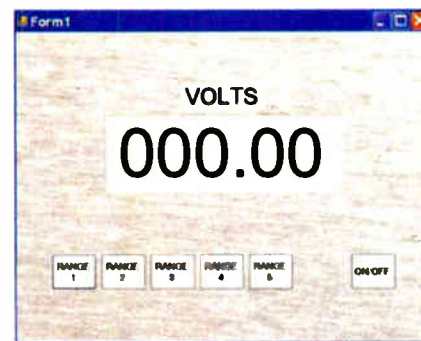 Form1
VOLTS
000.00
RANGE 1
RANGE 2
RANGE 3
RANGE 4
RANGE 5
ON/OFF